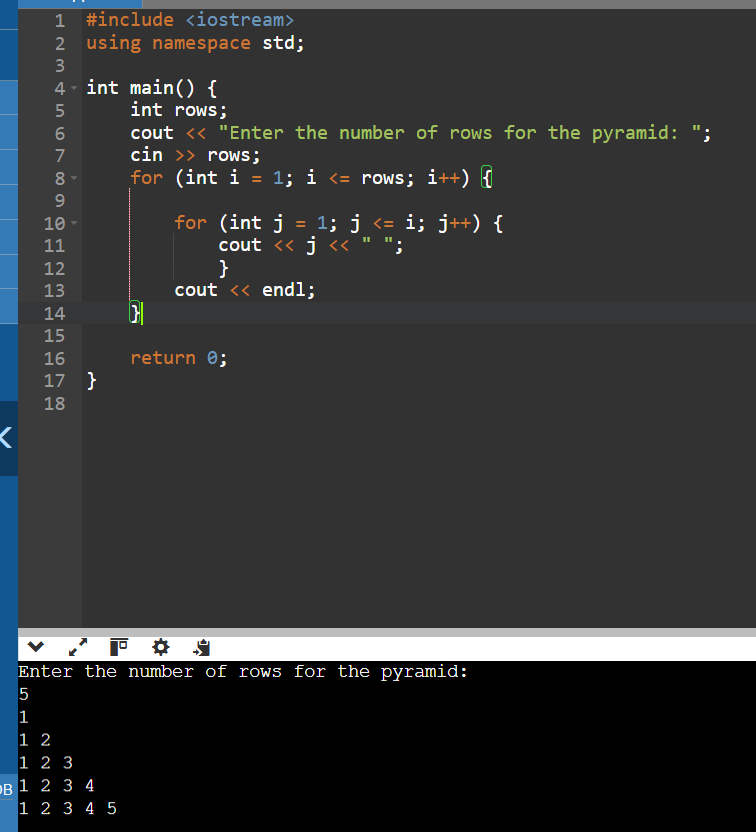 1 #include <iostream>
2 using namespace std;
3
4 int main() {
5     int rows;
6     cout << "Enter the number of rows for the pyramid: ";
7     cin >> rows;
8     for (int i = 1; i <= rows; i++) {
9
10         for (int j = 1; j <= i; j++) {
11             cout << j << " ";
12             }
13         cout << endl;
14     }
15
16     return 0;
17 }
18
Enter the number of rows for the pyramid:
5
1
1 2
1 2 3
DB
1 2 3 4
1 2 3 4 5